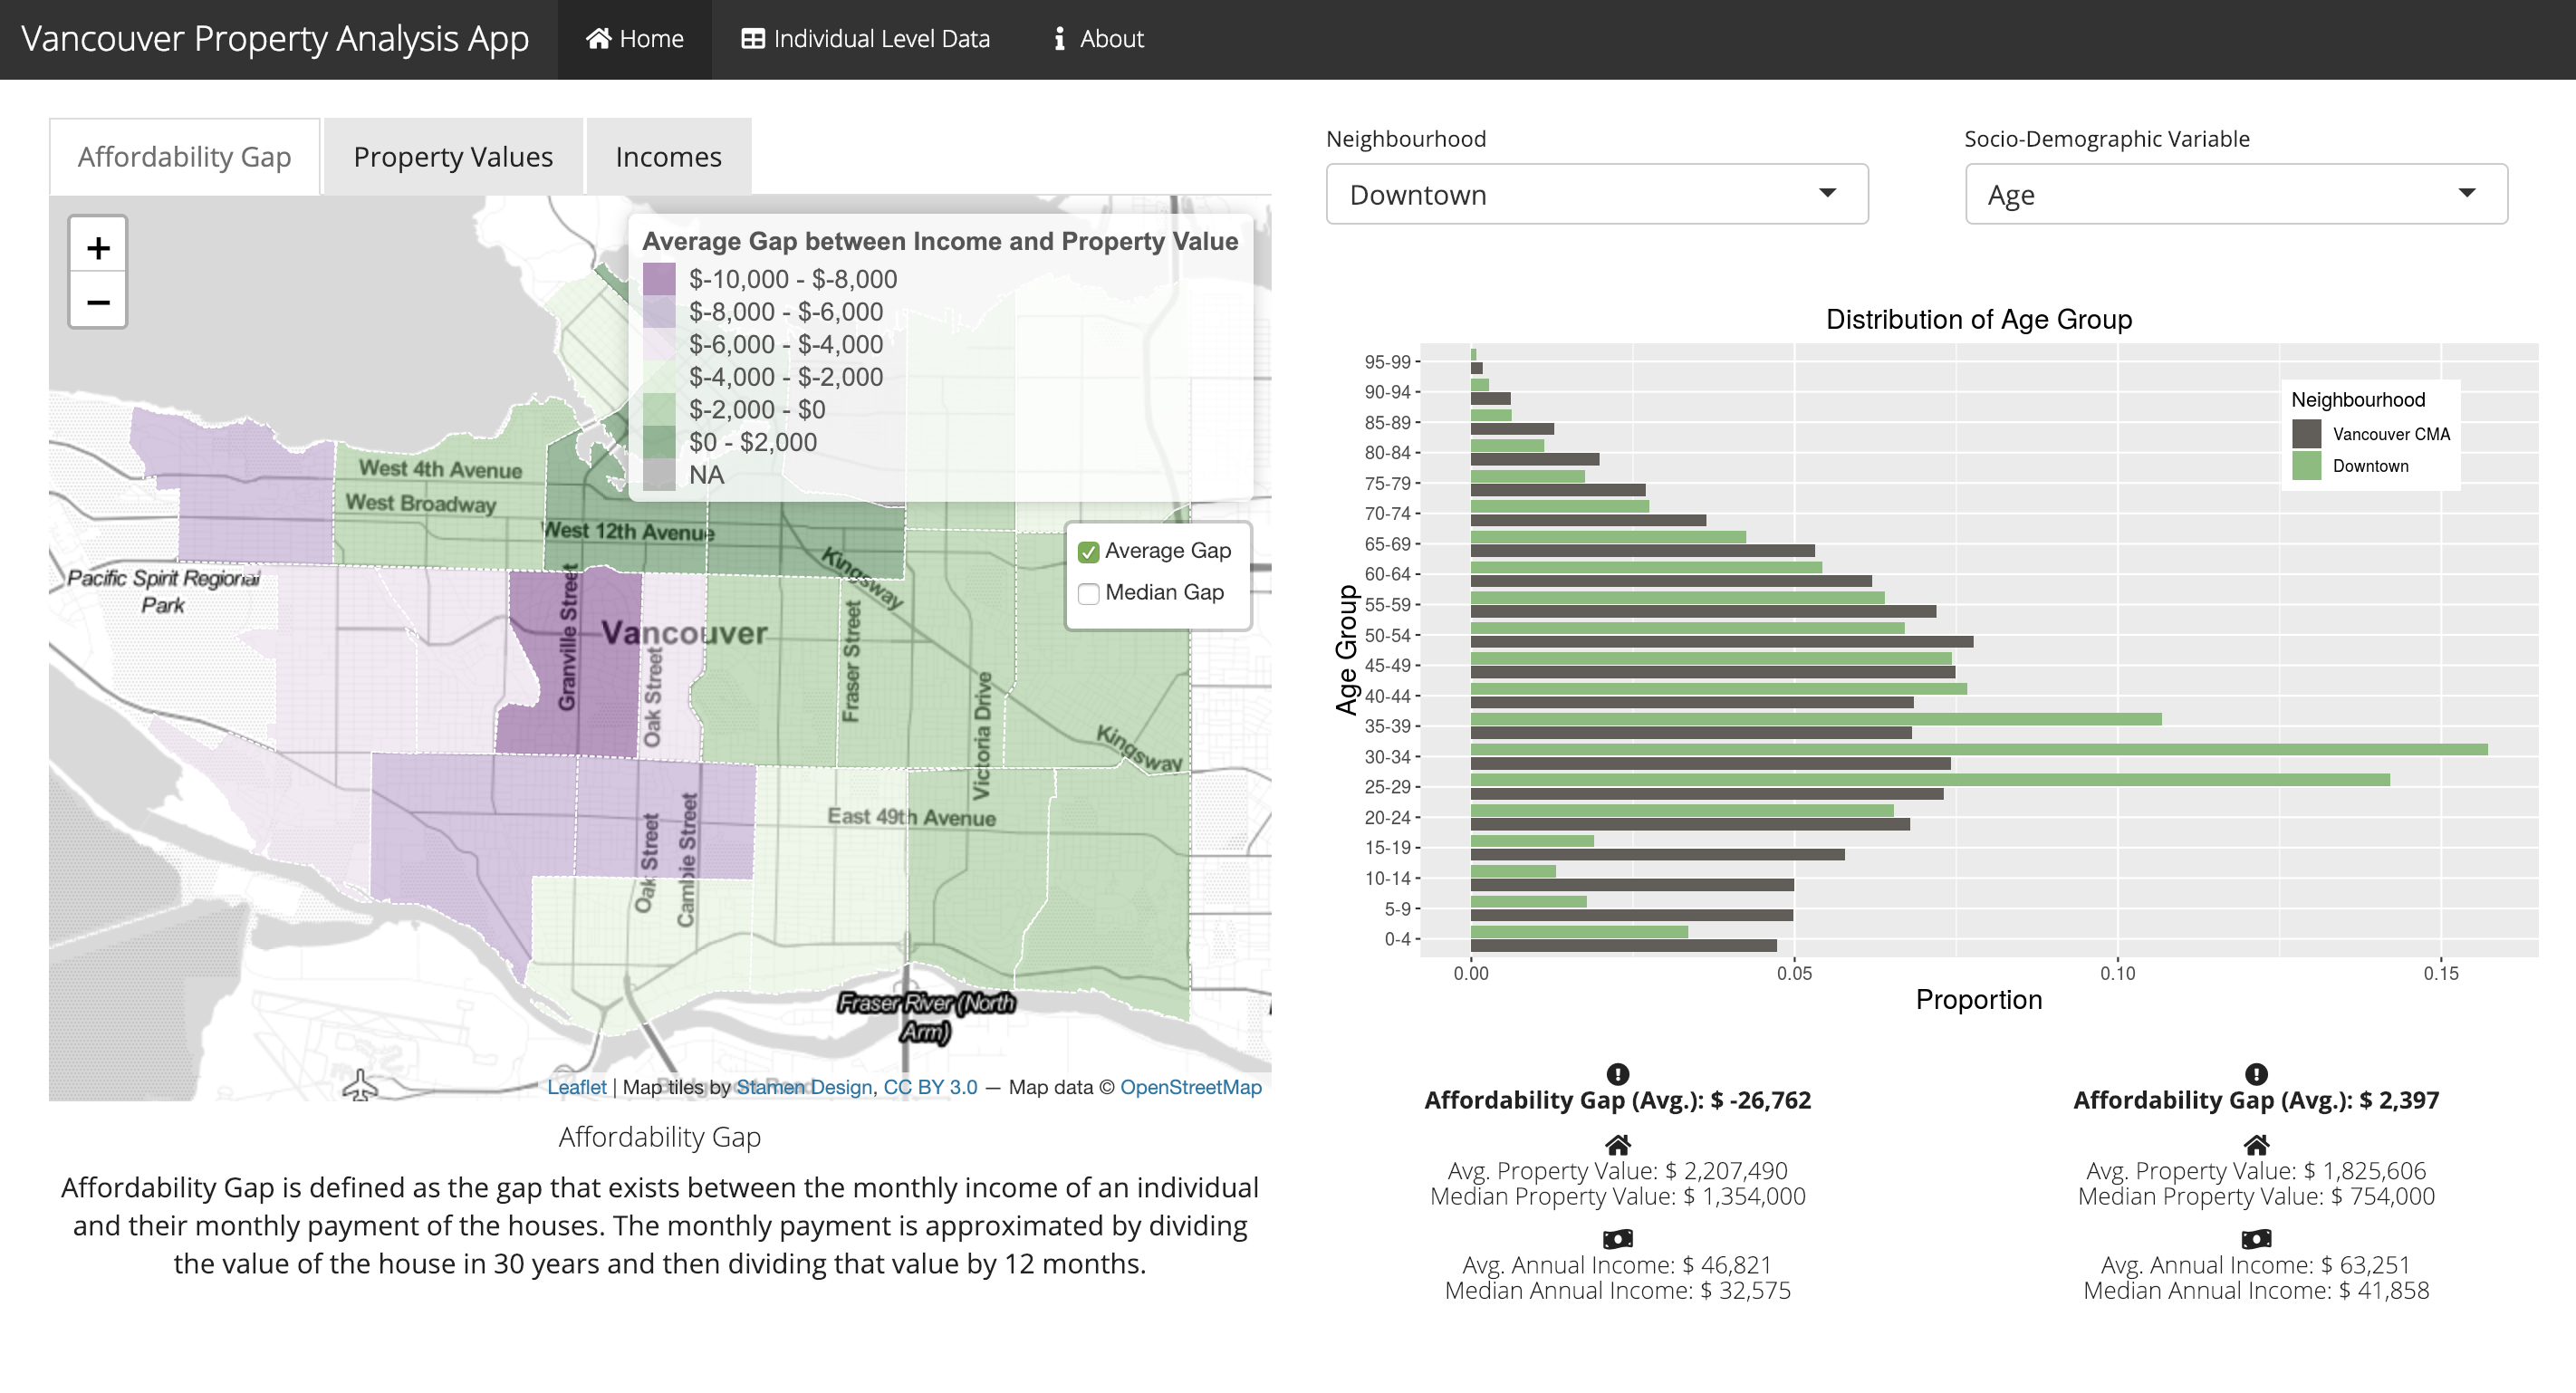 Vancouver Property Analysis App
Home
Individual Level Data
About
Affordability Gap
Property Values
Incomes
+
−
Average Gap between Income and Property Value
$-10,000 - $-8,000
$-8,000 - $-6,000
$-6,000 - $-4,000
$-4,000 - $-2,000
$-2,000 - $0
$0 - $2,000
NA
Average Gap
Median Gap
West 4th Avenue
West Broadway
West 12th Avenue
Kingsway
Pacific Spirit Regional
Park
Granville Street
Vancouver
Oak Street
Fraser Street
Victoria Drive
Kingsway
East 49th Avenue
Oak Street
Cambie Street
Fraser River (North
Arm)
Leaflet | Map tiles by Stamen Design, CC BY 3.0 — Map data © OpenStreetMap
Affordability Gap
Affordability Gap is defined as the gap that exists between the monthly income of an individual
and their monthly payment of the houses. The monthly payment is approximated by dividing
the value of the house in 30 years and then dividing that value by 12 months.
Neighbourhood
Downtown
Socio-Demographic Variable
Age
Distribution of Age Group
Age Group
95-99
90-94
85-89
80-84
75-79
70-74
65-69
60-64
55-59
50-54
45-49
40-44
35-39
30-34
25-29
20-24
15-19
10-14
5-9
0-4
0.00
0.05
0.10
0.15
Proportion
Neighbourhood
Vancouver CMA
Downtown
Affordability Gap (Avg.): $ -26,762
Avg. Property Value: $ 2,207,490
Median Property Value: $ 1,354,000
Avg. Annual Income: $ 46,821
Median Annual Income: $ 32,575
Affordability Gap (Avg.): $ 2,397
Avg. Property Value: $ 1,825,606
Median Property Value: $ 754,000
Avg. Annual Income: $ 63,251
Median Annual Income: $ 41,858